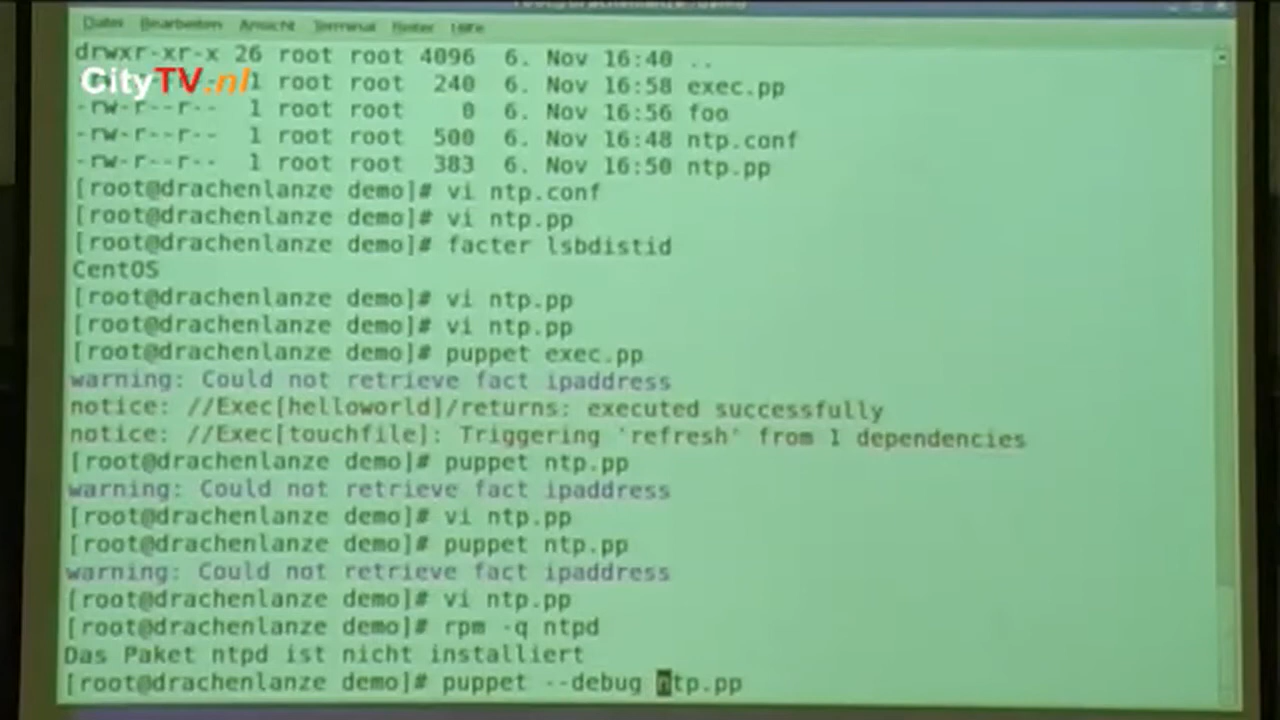 Datei Bearbeiten Ansicht Terminal Reiter Hilfe
drwxr-xr-x 26 root root 4096 6. Nov 16:40 ..
CityTV.nl
1 root root 240 6. Nov 16:58 exec.pp
-rw-r--r-- 1 root root 0 6. Nov 16:56 foo
-rw-r--r-- 1 root root 500 6. Nov 16:48 ntp.conf
-rw-r--r-- 1 root root 383 6. Nov 16:50 ntp.pp
[root@drachenlanze demo]# vi ntp.conf
[root@drachenlanze demo]# vi ntp.pp
[root@drachenlanze demo]# facter lsbdistid
CentOS
[root@drachenlanze demo]# vi ntp.pp
[root@drachenlanze demo]# vi ntp.pp
[root@drachenlanze demo]# puppet exec.pp
warning: Could not retrieve fact ipaddress
notice: //Exec[helloworld]/returns: executed successfully
notice: //Exec[touchfile]: Triggering 'refresh' from 1 dependencies
[root@drachenlanze demo]# puppet ntp.pp
warning: Could not retrieve fact ipaddress
[root@drachenlanze demo]# vi ntp.pp
[root@drachenlanze demo]# puppet ntp.pp
warning: Could not retrieve fact ipaddress
[root@drachenlanze demo]# vi ntp.pp
[root@drachenlanze demo]# rpm -q ntpd
Das Paket ntpd ist nicht installiert
[root@drachenlanze demo]# puppet --debug ntp.pp